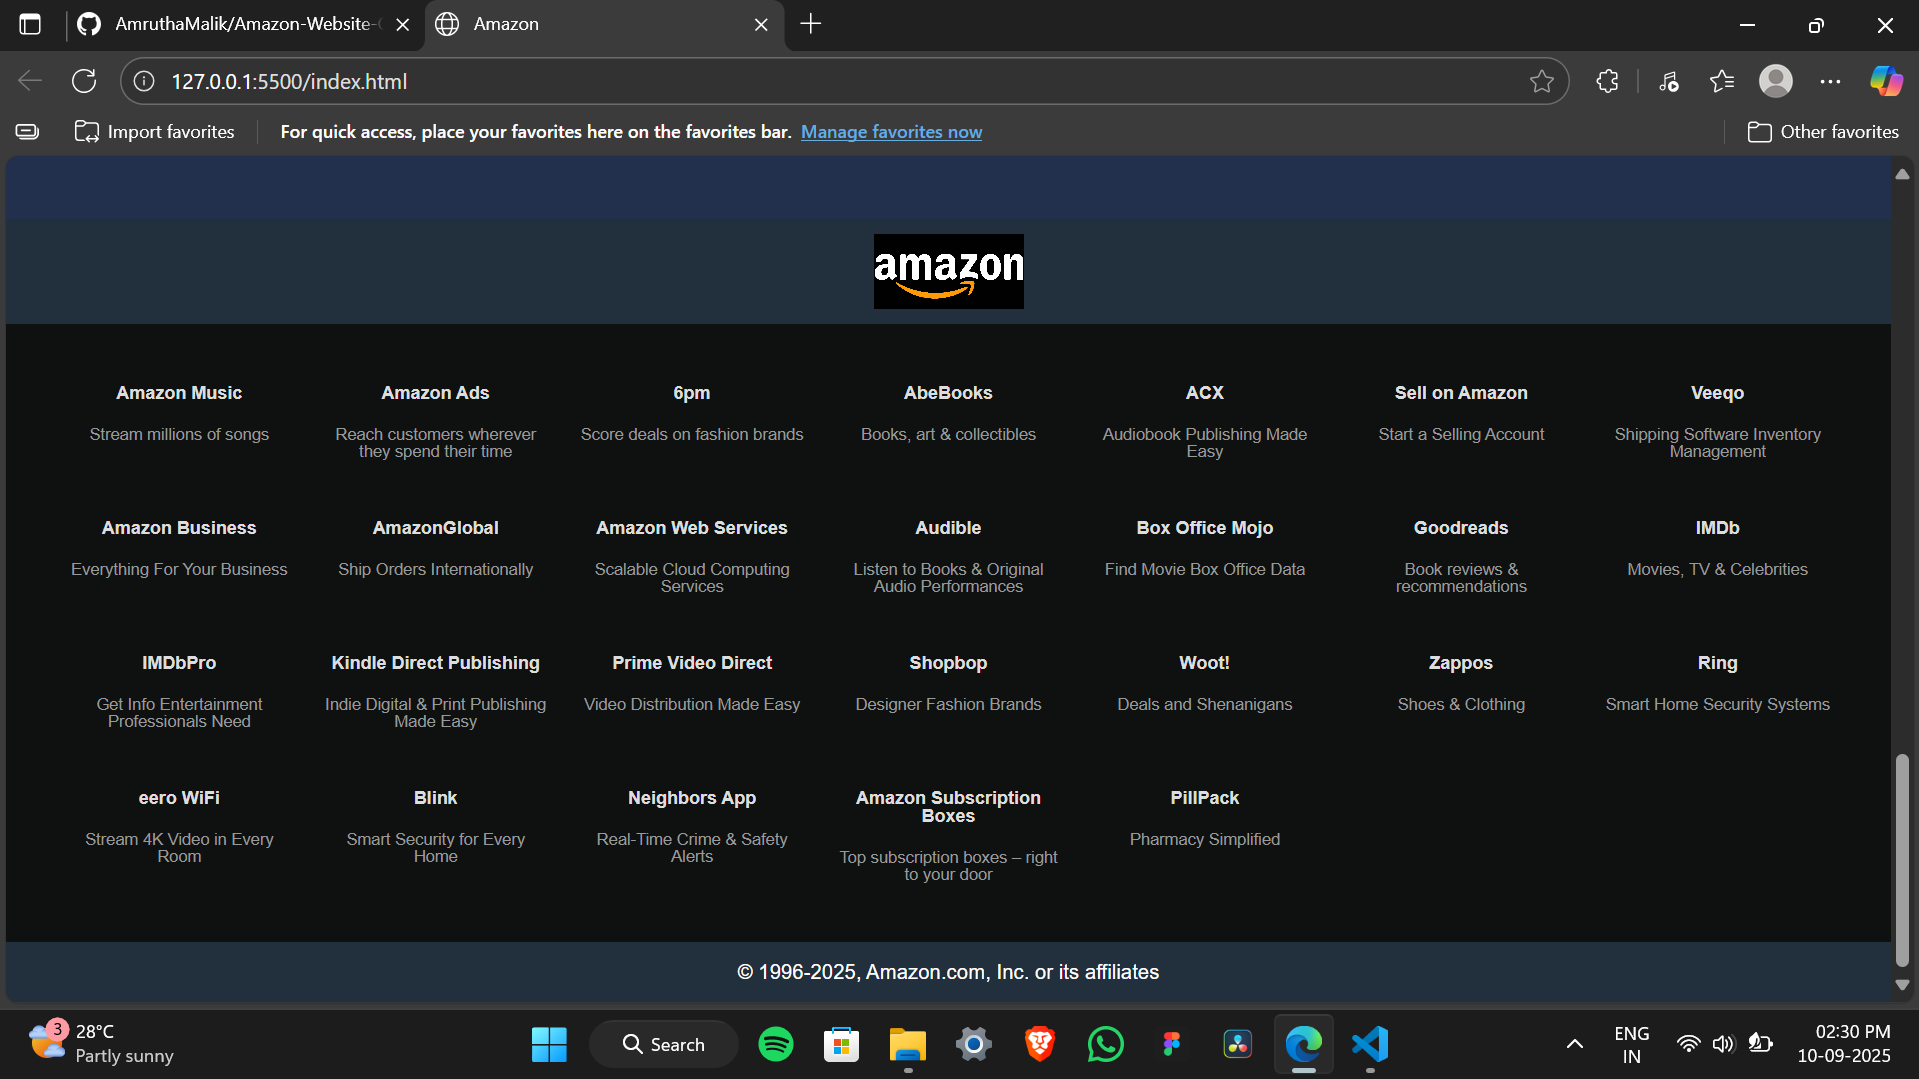 AmruthaMalik/Amazon-Website-
Amazon
127.0.0.1:5500/index.html
Import favorites
For quick access, place your favorites here on the favorites bar. Manage favorites now
Other favorites
amazon
Amazon Music
Amazon Ads
6pm
AbeBooks
ACX
Sell on Amazon
Veeqo
Stream millions of songs
Reach customers wherever
they spend their time
Score deals on fashion brands
Books, art & collectibles
Audiobook Publishing Made
Easy
Start a Selling Account
Shipping Software Inventory
Management
Amazon Business
AmazonGlobal
Amazon Web Services
Audible
Box Office Mojo
Goodreads
IMDb
Everything For Your Business
Ship Orders Internationally
Scalable Cloud Computing
Services
Listen to Books & Original
Audio Performances
Find Movie Box Office Data
Book reviews &
recommendations
Movies, TV & Celebrities
IMDbPro
Kindle Direct Publishing
Prime Video Direct
Shopbop
Woot!
Zappos
Ring
Get Info Entertainment
Professionals Need
Indie Digital & Print Publishing
Made Easy
Video Distribution Made Easy
Designer Fashion Brands
Deals and Shenanigans
Shoes & Clothing
Smart Home Security Systems
eero WiFi
Blink
Neighbors App
Amazon Subscription
Boxes
PillPack
Stream 4K Video in Every
Room
Smart Security for Every
Home
Real-Time Crime & Safety
Alerts
Top subscription boxes – right
to your door
Pharmacy Simplified
© 1996-2025, Amazon.com, Inc. or its affiliates
3
28°C
Partly sunny
Search
ENG
IN
02:30 PM
10-09-2025